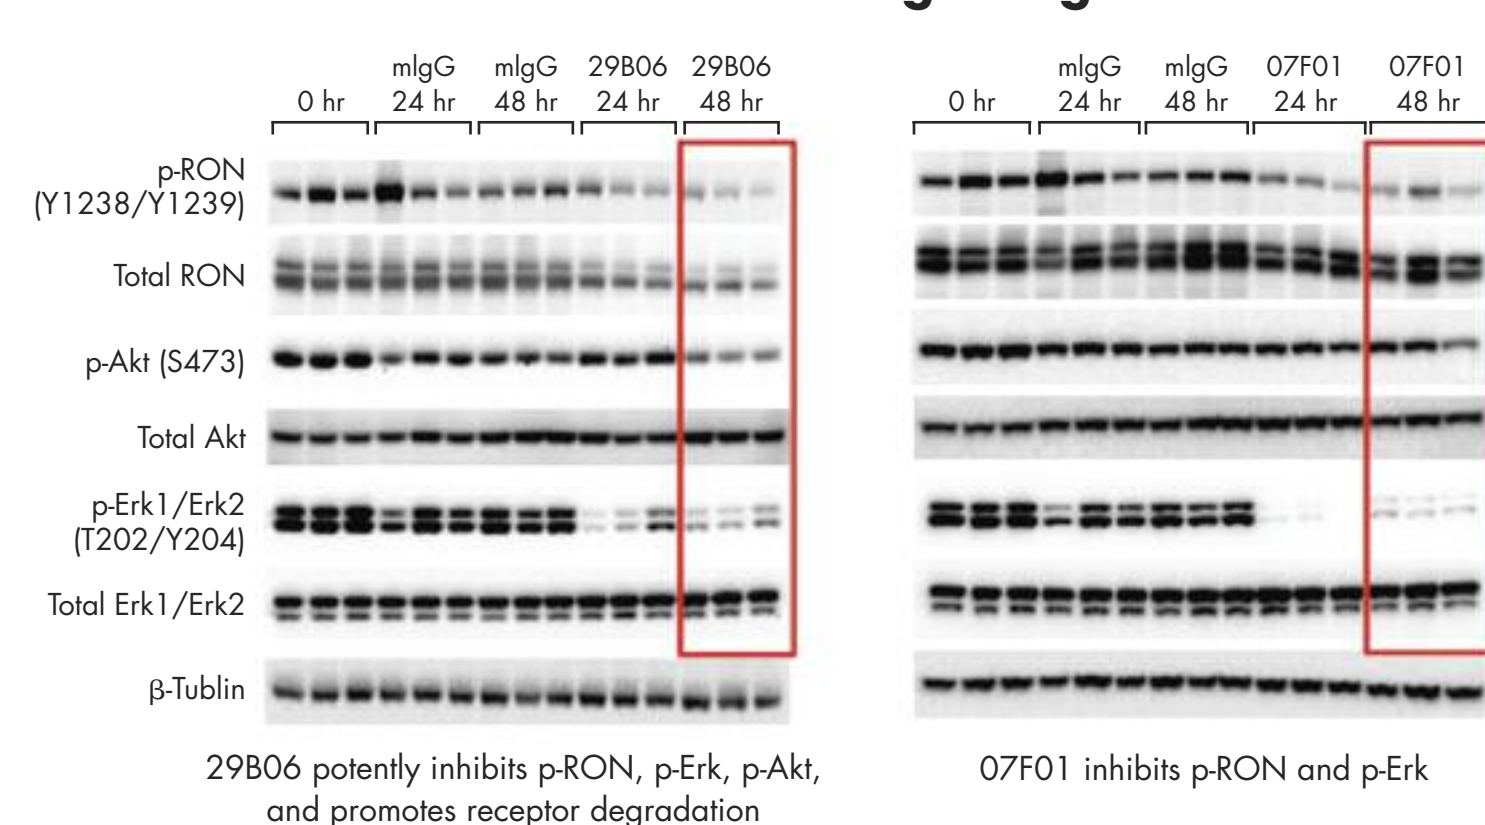 mIgG mIgG 29B06 29B06
0 hr 24 hr 48 hr 24 hr 48 hr
mIgG mIgG 07F01 07F01
0 hr 24 hr 48 hr 24 hr 48 hr
p-RON
(Y1238/Y1239)
Total RON
p-Akt (S473)
Total Akt
p-Erk1/Erk2
(T202/Y204)
Total Erk1/Erk2
β-Tublin
29B06 potently inhibits p-RON, p-Erk, p-Akt,
and promotes receptor degradation
07F01 inhibits p-RON and p-Erk